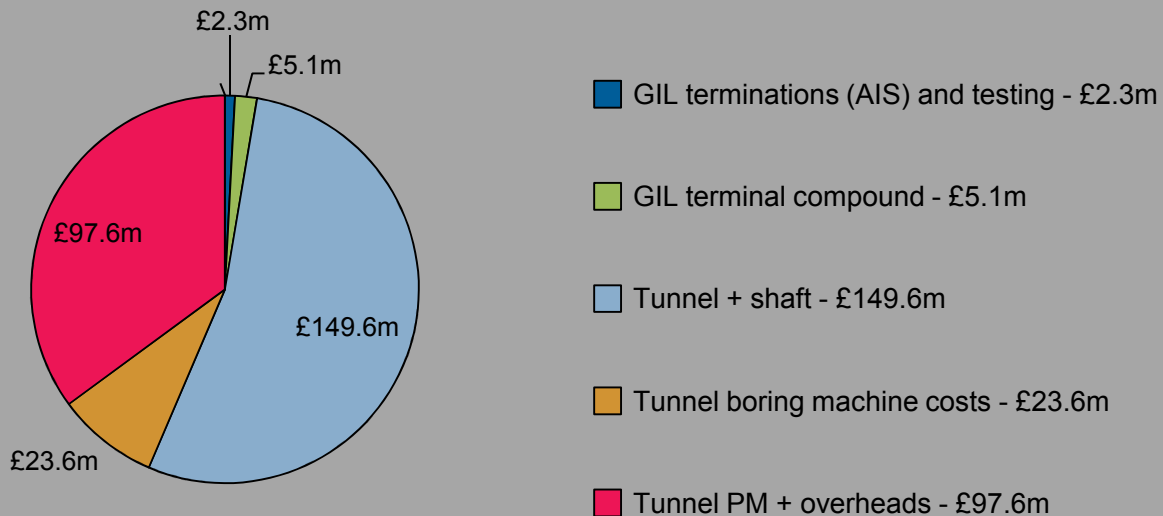 £2.3m
£5.1m
£97.6m
£149.6m
£23.6m
GIL terminations (AIS) and testing - £2.3m
GIL terminal compound - £5.1m
Tunnel + shaft - £149.6m
Tunnel boring machine costs - £23.6m
Tunnel PM + overheads - £97.6m